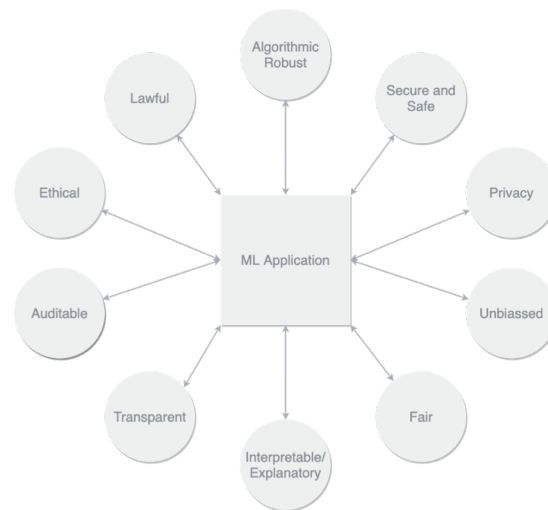 Algorithmic
Robust
Lawful
Secure and
Safe
Ethical
Privacy
ML Application
Auditable
Unbiassed
Transparent
Fair
Interpretable/
Explanatory